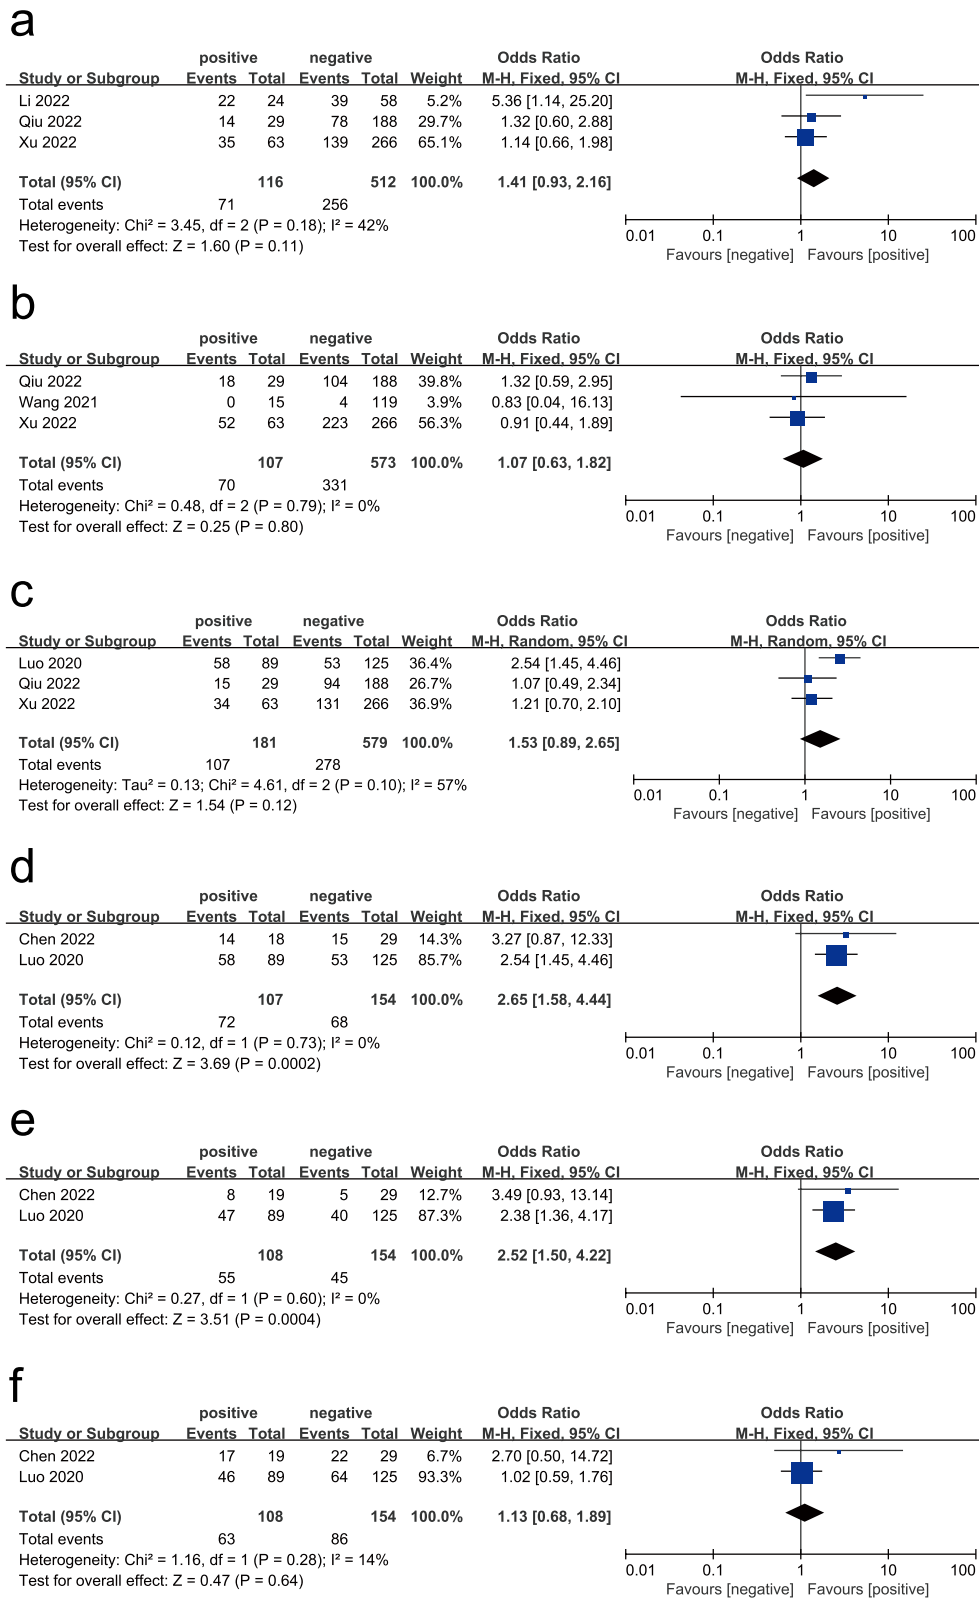 a
positive negative Odds Ratio Odds Ratio
Study or Subgroup Events Total Events Total Weight M-H, Fixed, 95% CI M-H, Fixed, 95% CI
Li 2022 22 24 39 58 5.2% 5.36 [1.14, 25.20]
Qiu 2022 14 29 78 188 29.7% 1.32 [0.60, 2.88]
Xu 2022 35 63 139 266 65.1% 1.14 [0.66, 1.98]
Total (95% CI) 116 512 100.0% 1.41 [0.93, 2.16]
Total events 71 256
Heterogeneity: Chi² = 3.45, df = 2 (P = 0.18); I² = 42%
Test for overall effect: Z = 1.60 (P = 0.11)
0.01 0.1 1 10 100
Favours [negative] Favours [positive]
b
positive negative Odds Ratio Odds Ratio
Study or Subgroup Events Total Events Total Weight M-H, Fixed, 95% CI M-H, Fixed, 95% CI
Qiu 2022 18 29 104 188 39.8% 1.32 [0.59, 2.95]
Wang 2021 0 15 4 119 3.9% 0.83 [0.04, 16.13]
Xu 2022 52 63 223 266 56.3% 0.91 [0.44, 1.89]
Total (95% CI) 107 573 100.0% 1.07 [0.63, 1.82]
Total events 70 331
Heterogeneity: Chi² = 0.48, df = 2 (P = 0.79); I² = 0%
Test for overall effect: Z = 0.25 (P = 0.80)
0.01 0.1 1 10 100
Favours [negative] Favours [positive]
c
positive negative Odds Ratio Odds Ratio
Study or Subgroup Events Total Events Total Weight M-H, Random, 95% CI M-H, Random, 95% CI
Luo 2020 58 89 53 125 36.4% 2.54 [1.45, 4.46]
Qiu 2022 15 29 94 188 26.7% 1.07 [0.49, 2.34]
Xu 2022 34 63 131 266 36.9% 1.21 [0.70, 2.10]
Total (95% CI) 181 579 100.0% 1.53 [0.89, 2.65]
Total events 107 278
Heterogeneity: Tau² = 0.13; Chi² = 4.61, df = 2 (P = 0.10); I² = 57%
Test for overall effect: Z = 1.54 (P = 0.12)
0.01 0.1 1 10 100
Favours [negative] Favours [positive]
d
positive negative Odds Ratio Odds Ratio
Study or Subgroup Events Total Events Total Weight M-H, Fixed, 95% CI M-H, Fixed, 95% CI
Chen 2022 14 18 15 29 14.3% 3.27 [0.87, 12.33]
Luo 2020 58 89 53 125 85.7% 2.54 [1.45, 4.46]
Total (95% CI) 107 154 100.0% 2.65 [1.58, 4.44]
Total events 72 68
Heterogeneity: Chi² = 0.12, df = 1 (P = 0.73); I² = 0%
Test for overall effect: Z = 3.69 (P = 0.0002)
0.01 0.1 1 10 100
Favours [negative] Favours [positive]
e
positive negative Odds Ratio Odds Ratio
Study or Subgroup Events Total Events Total Weight M-H, Fixed, 95% CI M-H, Fixed, 95% CI
Chen 2022 8 19 5 29 12.7% 3.49 [0.93, 13.14]
Luo 2020 47 89 40 125 87.3% 2.38 [1.36, 4.17]
Total (95% CI) 108 154 100.0% 2.52 [1.50, 4.22]
Total events 55 45
Heterogeneity: Chi² = 0.27, df = 1 (P = 0.60); I² = 0%
Test for overall effect: Z = 3.51 (P = 0.0004)
0.01 0.1 1 10 100
Favours [negative] Favours [positive]
f
positive negative Odds Ratio Odds Ratio
Study or Subgroup Events Total Events Total Weight M-H, Fixed, 95% CI M-H, Fixed, 95% CI
Chen 2022 17 19 22 29 6.7% 2.70 [0.50, 14.72]
Luo 2020 46 89 64 125 93.3% 1.02 [0.59, 1.76]
Total (95% CI) 108 154 100.0% 1.13 [0.68, 1.89]
Total events 63 86
Heterogeneity: Chi² = 1.16, df = 1 (P = 0.28); I² = 14%
Test for overall effect: Z = 0.47 (P = 0.64)
0.01 0.1 1 10 100
Favours [negative] Favours [positive]